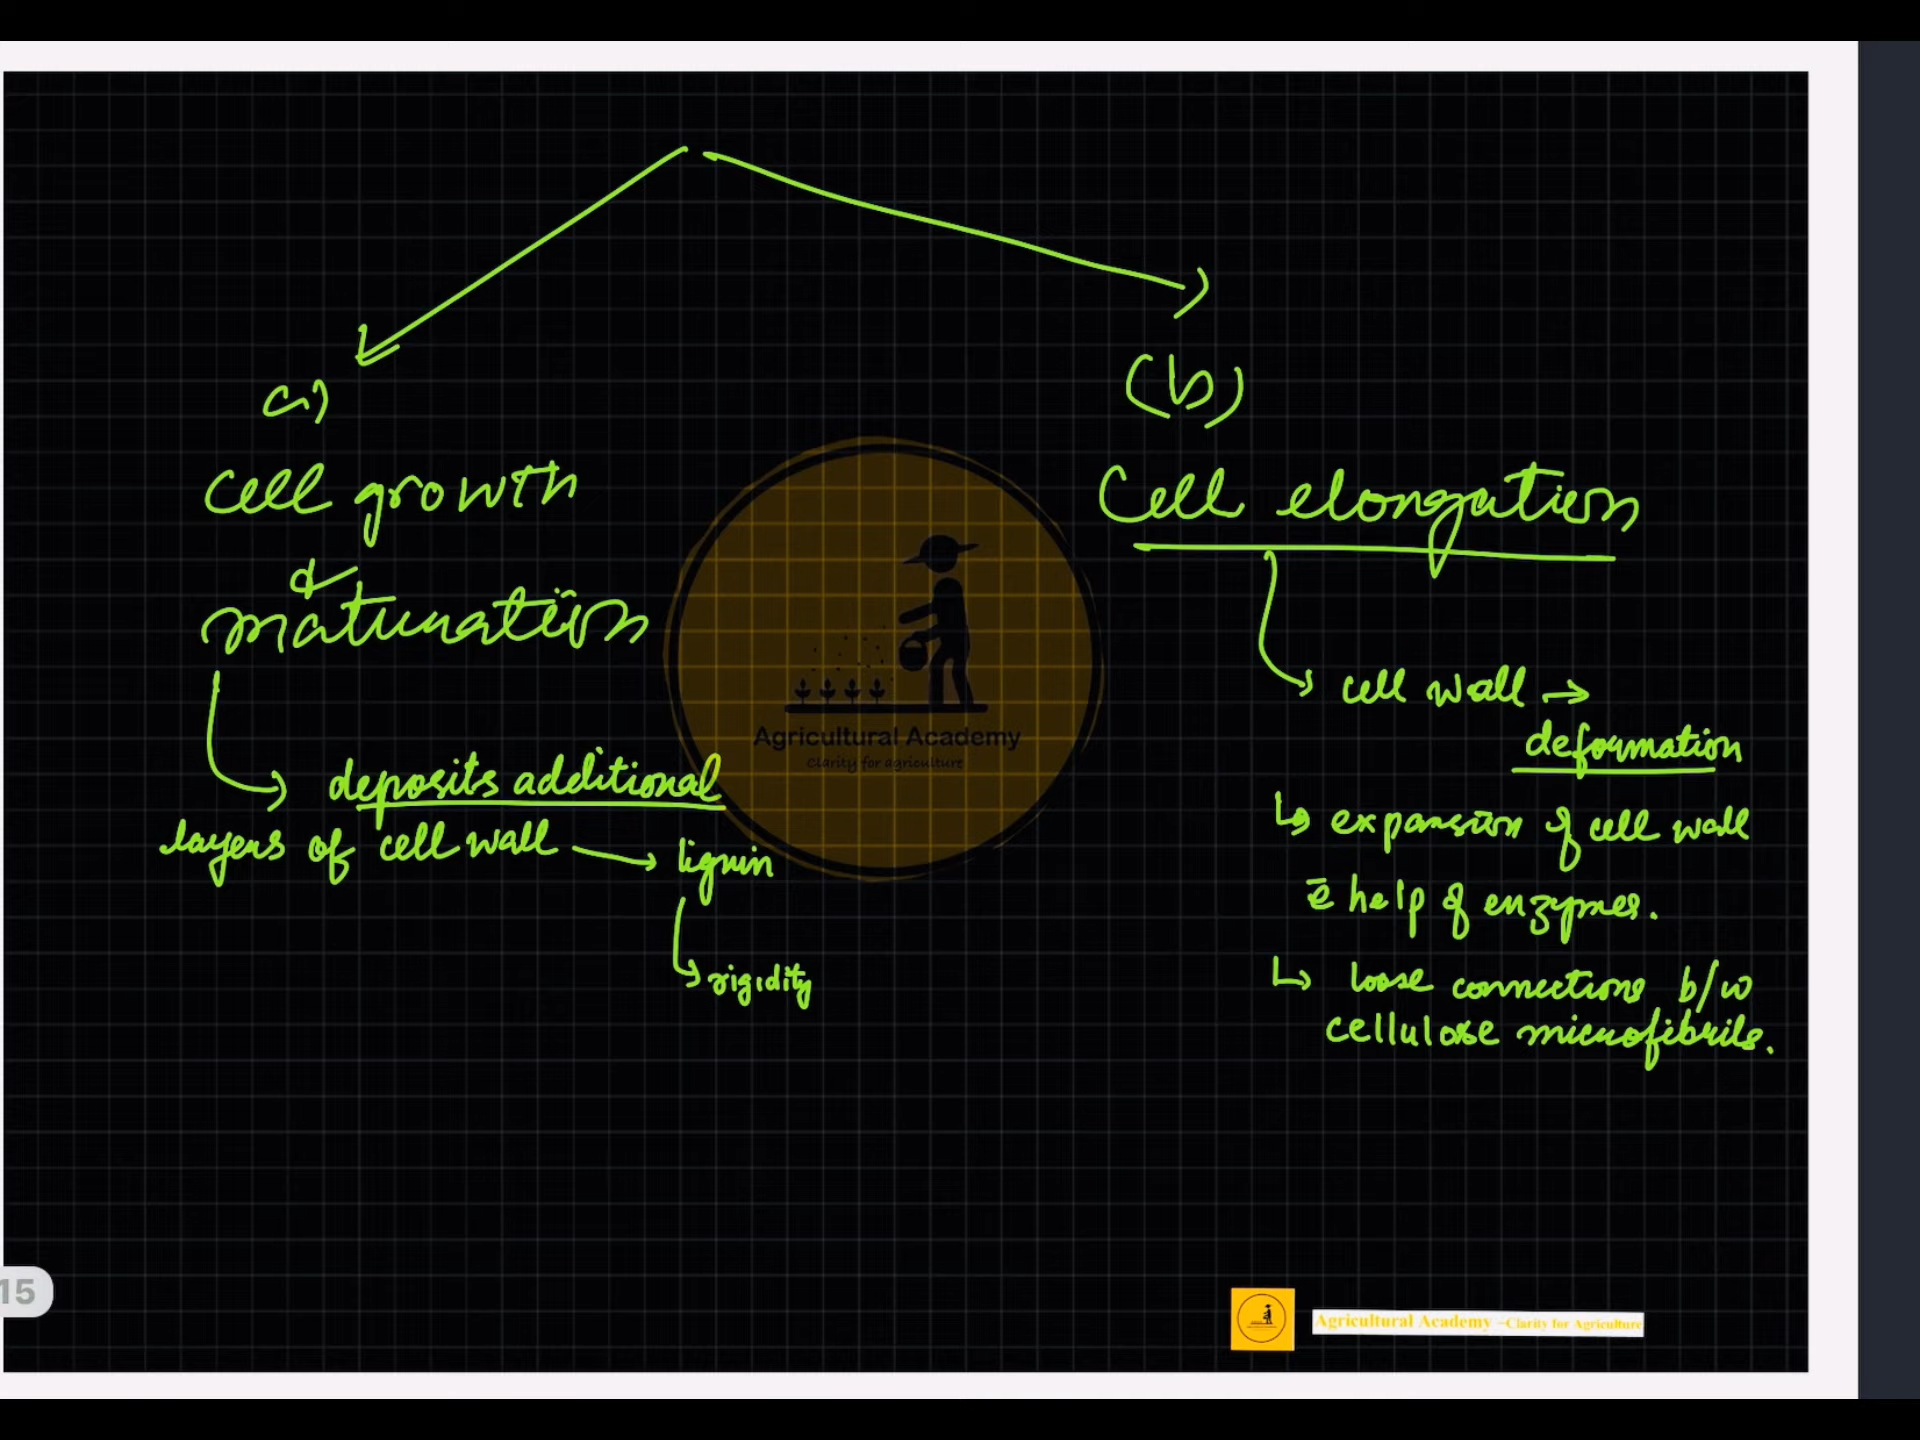 a)
cell growth
&
maturation
deposits additional
layers of cell wall → lignin
↳ rigidity
(b)
Cell elongation
cell wall →
deformation
↳ expansion of cell wall
c̄ help of enzymes.
↳ loose connections b/w
cellulose microfibrils.
Agricultural Academy
Clarity for agriculture
15
Agricultural Academy –Clarity for Agriculture